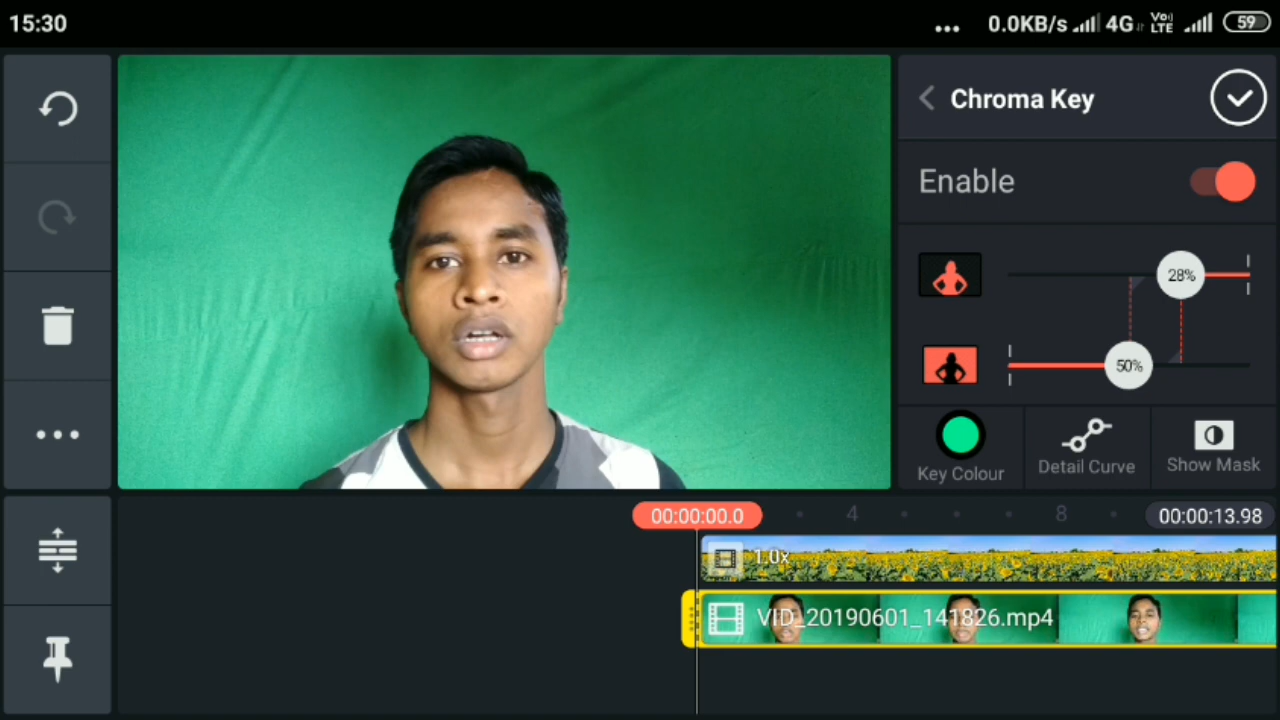 15:30
... 0.0KB/s 4G Vo) LTE 59
Chroma Key
Enable
28%
50%
Key Colour
Detail Curve
Show Mask
00:00:00.0
4
8
00:00:13.98
1.0x
VID_20190601_141826.mp4